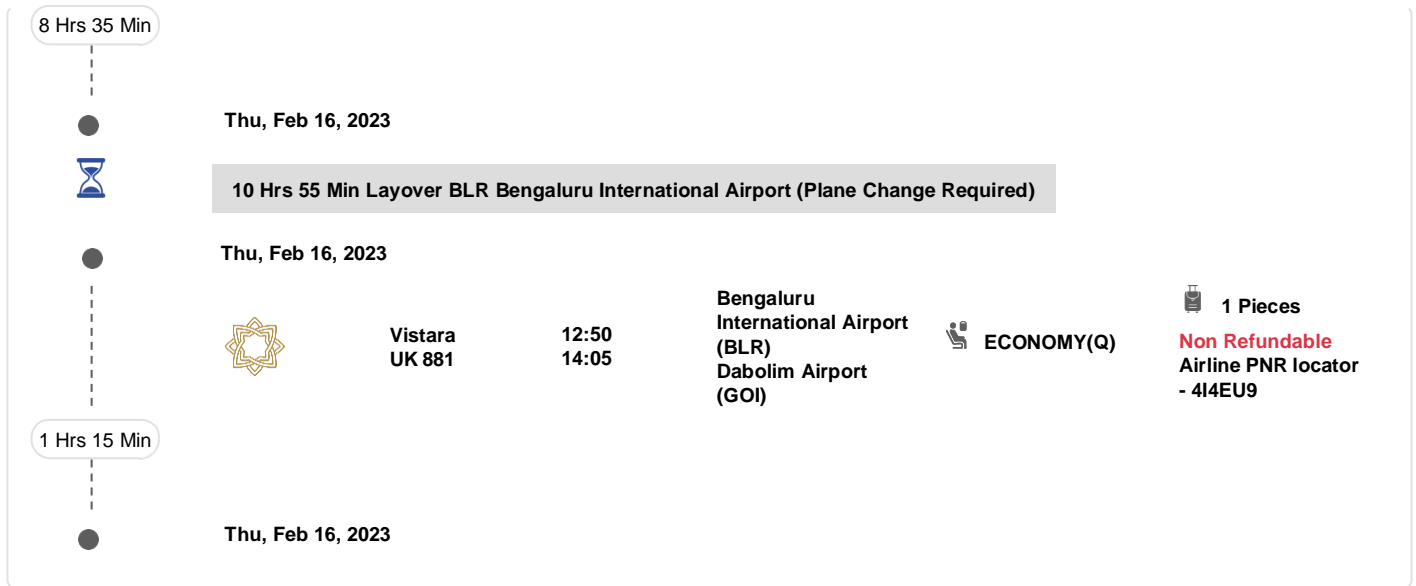 8 Hrs 35 Min
Thu, Feb 16, 2023
10 Hrs 55 Min Layover BLR Bengaluru International Airport (Plane Change Required)
Thu, Feb 16, 2023
Vistara
UK 881
12:50
14:05
Bengaluru
International Airport
(BLR)
Dabolim Airport
(GOI)
ECONOMY(Q)
1 Pieces
Non Refundable
Airline PNR locator
- 4I4EU9
1 Hrs 15 Min
Thu, Feb 16, 2023